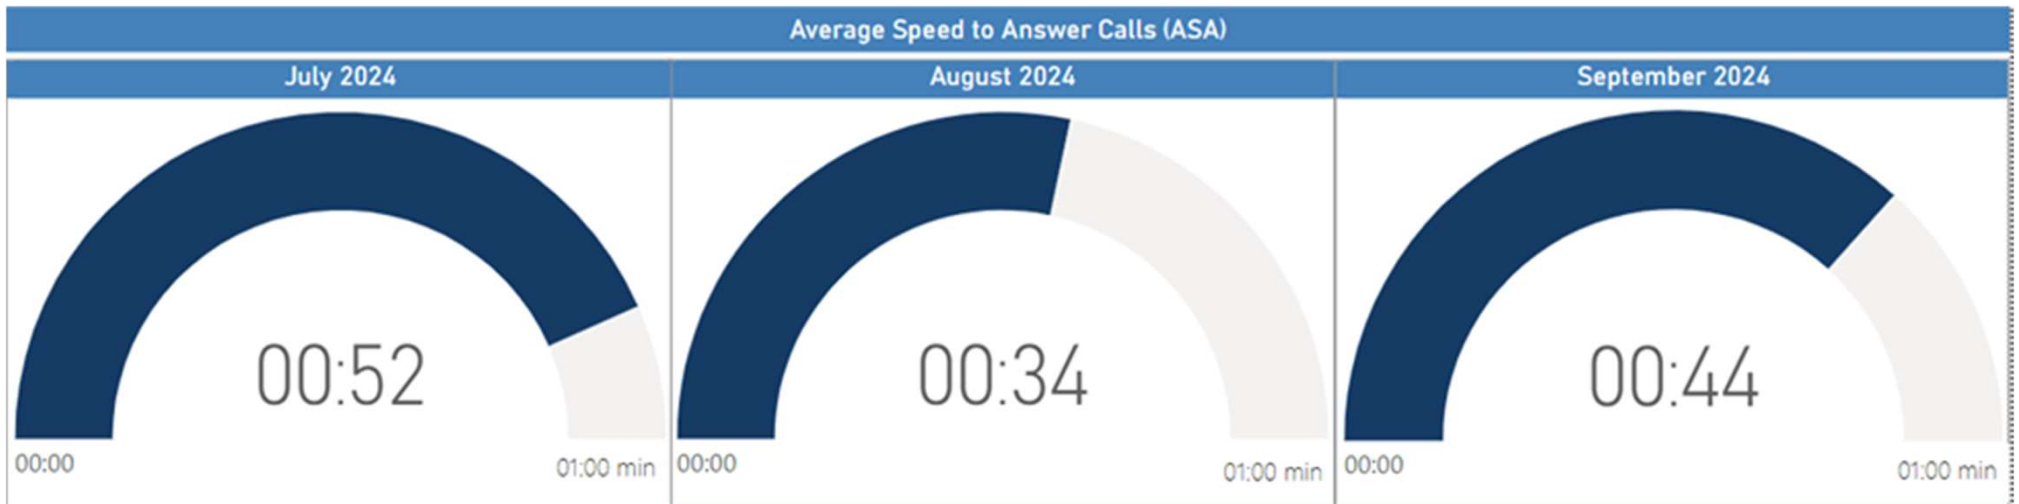 Average Speed to Answer Calls (ASA)
July 2024
August 2024
September 2024
00:52
00:34
00:44
00:00
01:00 min
00:00
01:00 min
00:00
01:00 min